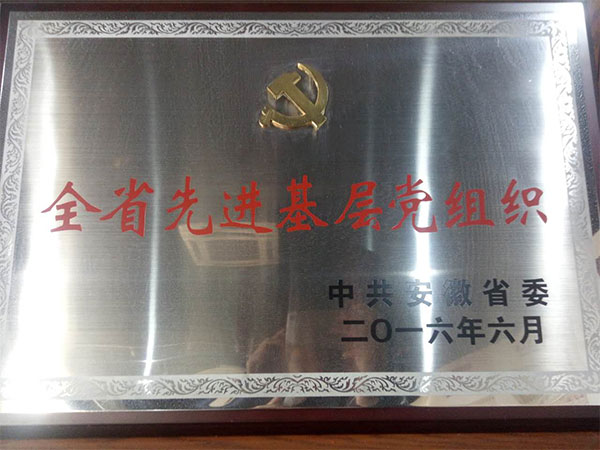 全省先进基层党组织
中共安徽省委
二〇一六年六月